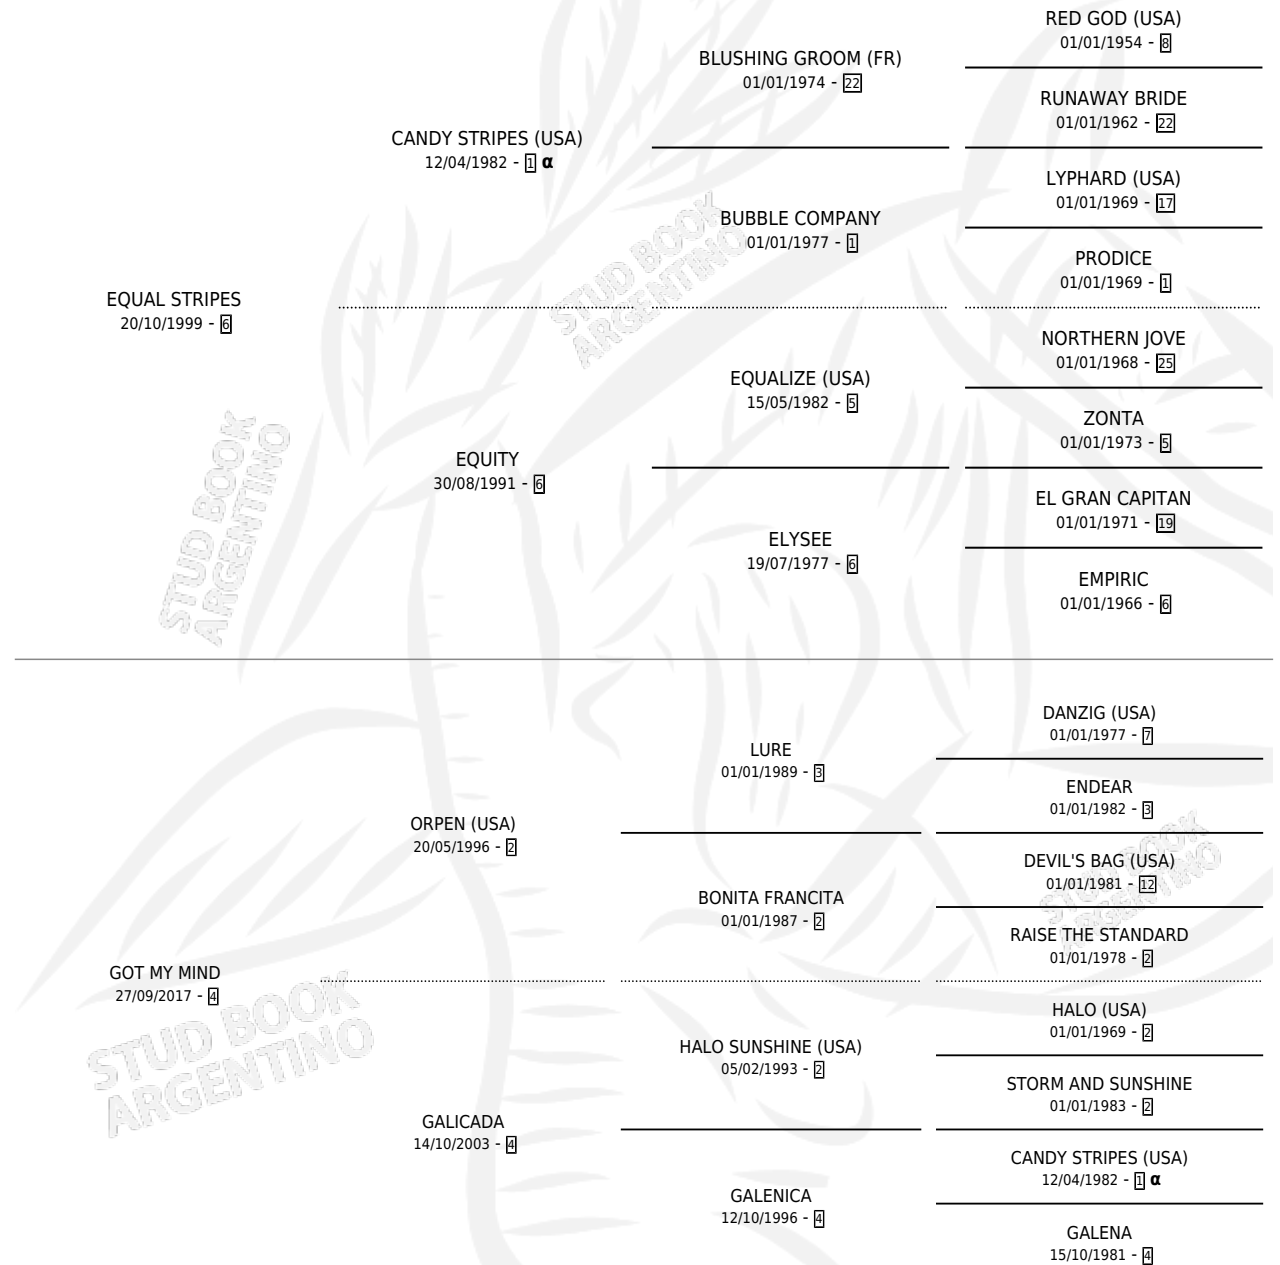 RED GOD (USA)
01/01/1954 - 8
BLUSHING GROOM (FR)
01/01/1974 - 22
RUNAWAY BRIDE
01/01/1962 - 22
CANDY STRIPES (USA)
12/04/1982 - 1 α
LYPHARD (USA)
01/01/1969 - 17
BUBBLE COMPANY
01/01/1977 - 1
PRODICE
01/01/1969 - 1
EQUAL STRIPES
20/10/1999 - 6
NORTHERN JOVE
01/01/1968 - 25
EQUALIZE (USA)
15/05/1982 - 5
ZONTA
01/01/1973 - 5
EQUITY
30/08/1991 - 6
EL GRAN CAPITAN
01/01/1971 - 19
ELYSEE
19/07/1977 - 6
EMPIRIC
01/01/1966 - 6
DANZIG (USA)
01/01/1977 - 7
LURE
01/01/1989 - 3
ENDEAR
01/01/1982 - 3
ORPEN (USA)
20/05/1996 - 2
DEVIL'S BAG (USA)
01/01/1981 - 12
BONITA FRANCITA
01/01/1987 - 2
RAISE THE STANDARD
01/01/1978 - 2
GOT MY MIND
27/09/2017 - 4
HALO (USA)
01/01/1969 - 2
HALO SUNSHINE (USA)
05/02/1993 - 2
STORM AND SUNSHINE
01/01/1983 - 2
GALICADA
14/10/2003 - 4
CANDY STRIPES (USA)
12/04/1982 - 1 α
GALENICA
12/10/1996 - 4
GALENA
15/10/1981 - 4
STUD BOOK
ARGENTINO
STUD BOOK
ARGENTINO
STUD BOOK
ARGENTINO
STUD BOOK
ARGENTINO